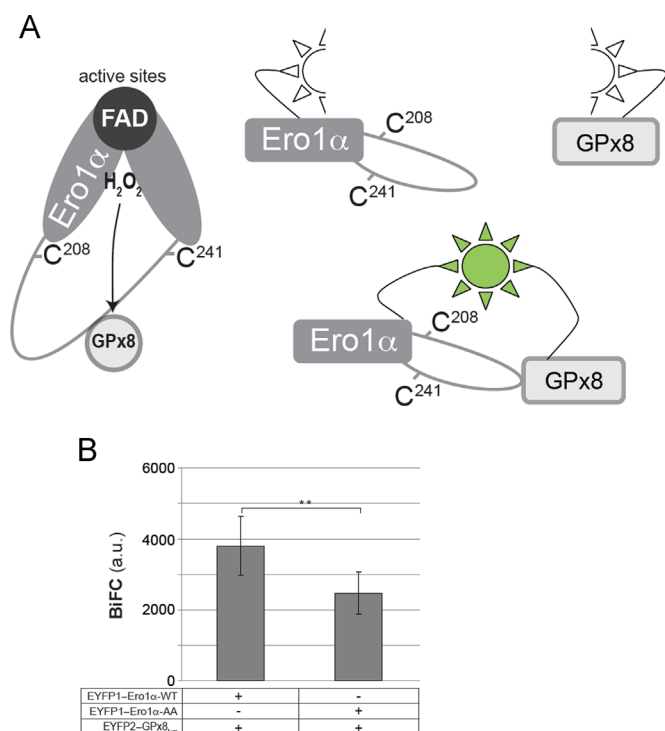 A
active sites
FAD
Ero1α
H₂O₂
C²⁰⁸
C²⁴¹
GPx8
Ero1α
C²⁰⁸
C²⁴¹
GPx8
Ero1α
C²⁰⁸
C²⁴¹
GPx8
B
BiFC (a.u.)
6000
4000
2000
0
**
EYFP1–Ero1α-WT + -
EYFP1–Ero1α-AA - +
EYFP2–GPx8 + +